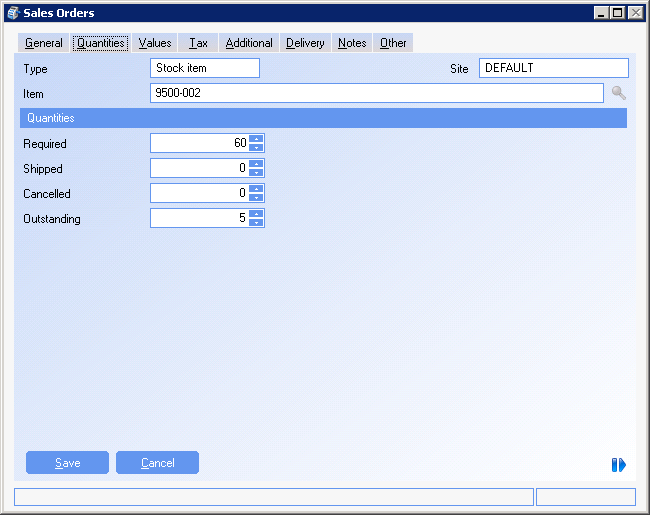 Sales Orders
General Quantities Values Tax Additional Delivery Notes Other
Type Stock item Site DEFAULT
Item 9500-002
Quantities
Required 60
Shipped 0
Cancelled 0
Outstanding 5
Save Cancel